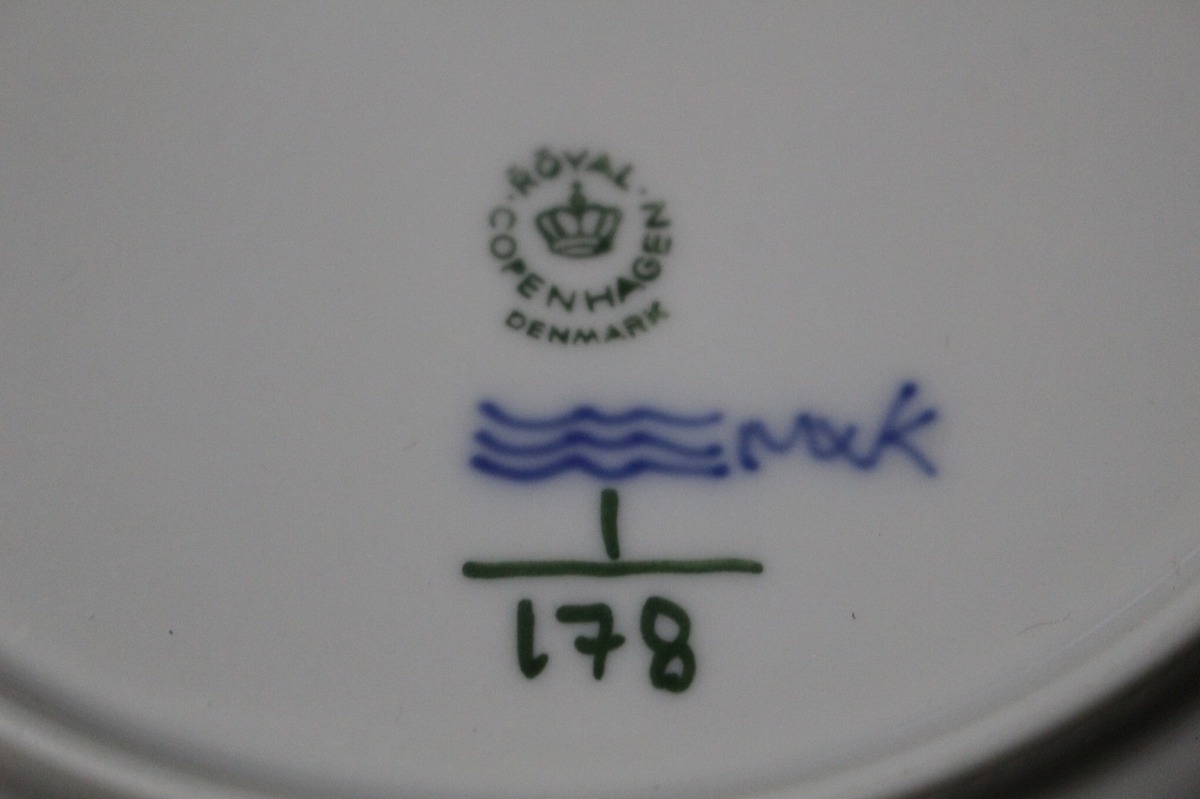 ROYAL
COPENHAGEN
DENMARK
1
178